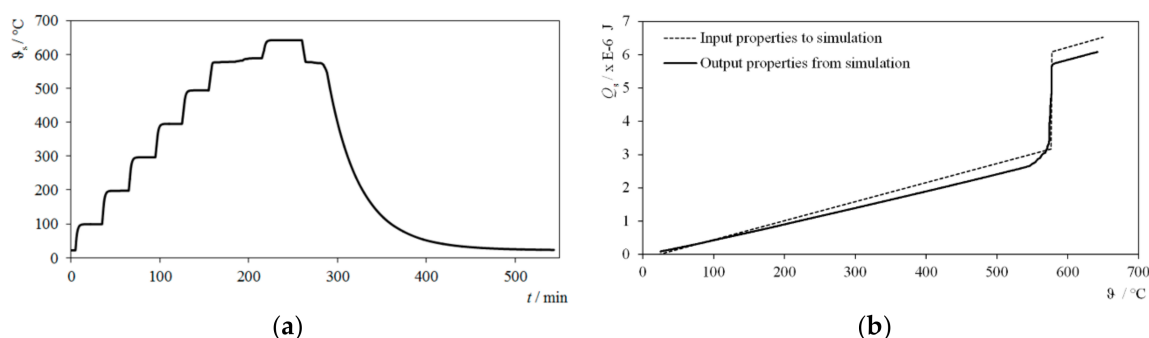 ϑₛ / °C
700
600
500
400
300
200
100
0
0 100 200 300 400 500
t / min
(a)
Qₛ / x E-6 J
7
6
5
4
3
2
1
0
Input properties to simulation
Output properties from simulation
0 100 200 300 400 500 600 700
ϑ / °C
(b)